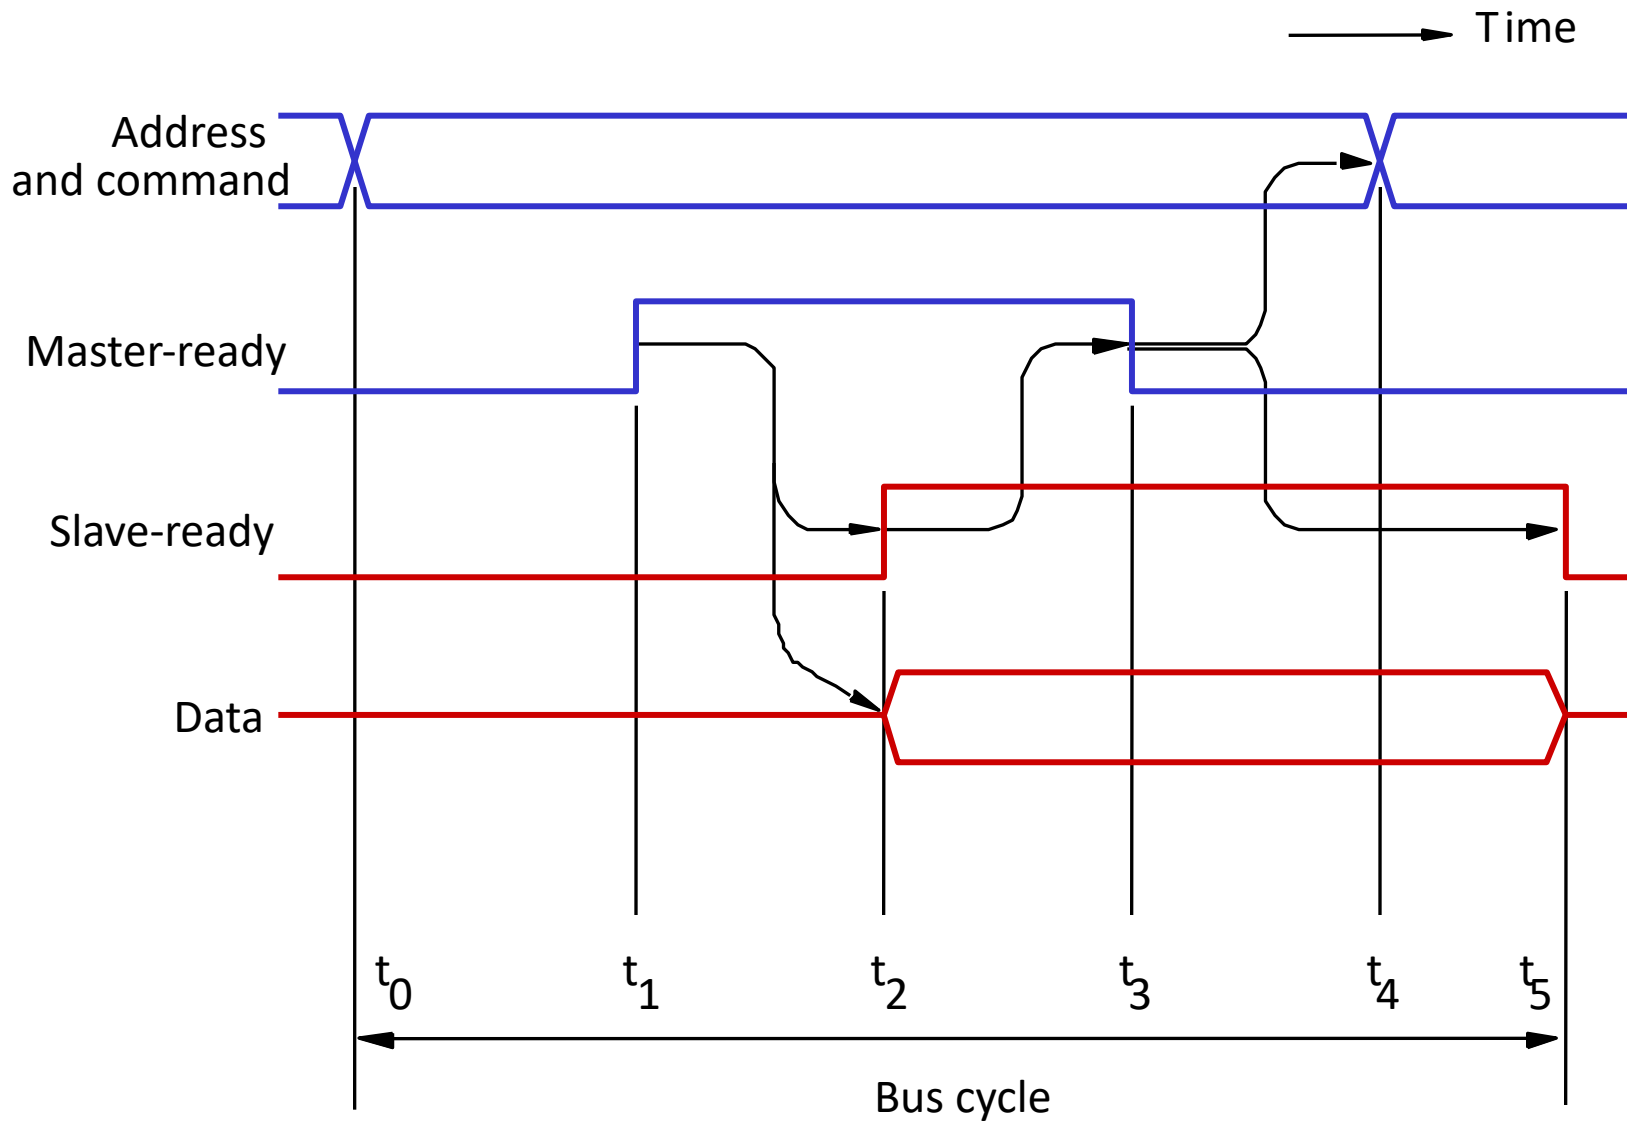 Time
Address
and command
Master-ready
Slave-ready
Data
t0 t1 t2 t3 t4 t5
Bus cycle